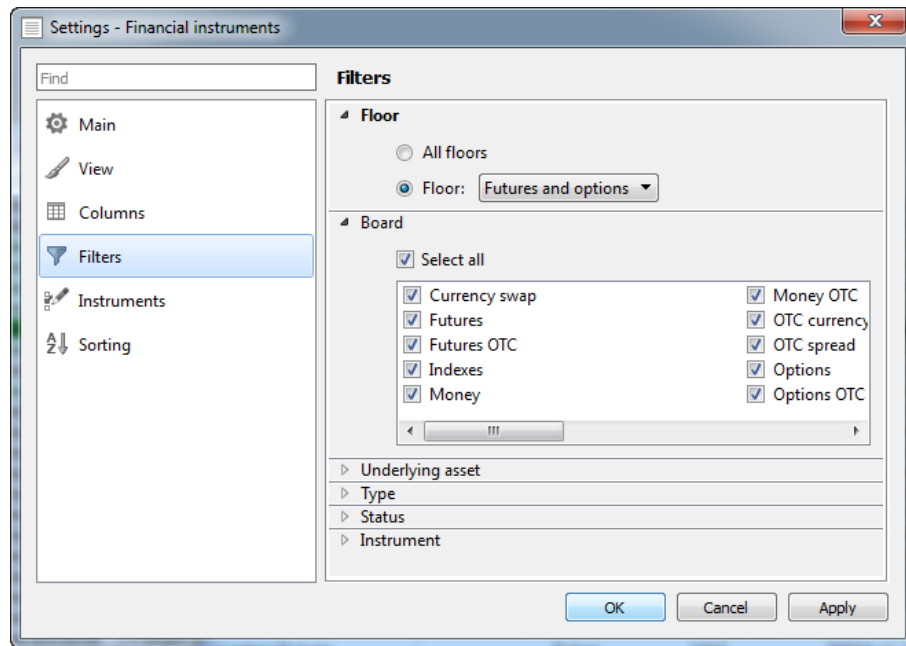 Settings - Financial instruments
Find
Main
View
Columns
Filters
Instruments
Sorting
Filters
Floor
All floors
Floor: Futures and options
Board
Select all
Currency swap
Futures
Futures OTC
Indexes
Money
Money OTC
OTC currency
OTC spread
Options
Options OTC
Underlying asset
Type
Status
Instrument
OK Cancel Apply